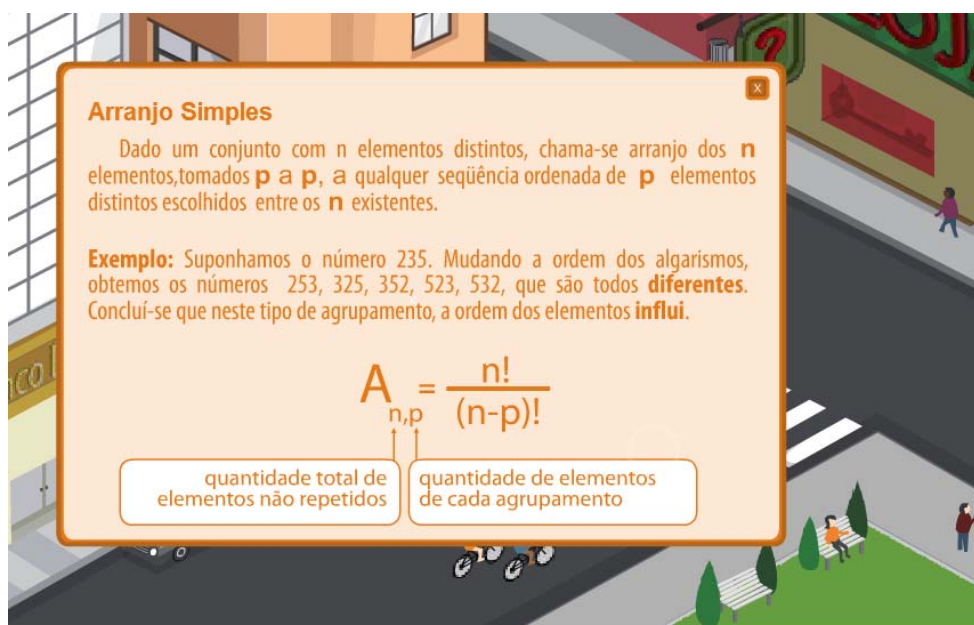 X
Arranjo Simples
Dado um conjunto com n elementos distintos, chama-se arranjo dos n
elementos,tomados p a p, a qualquer seqüência ordenada de p elementos
distintos escolhidos entre os n existentes.
Exemplo: Suponhamos o número 235. Mudando a ordem dos algarismos,
obtemos os números 253, 325, 352, 523, 532, que são todos diferentes.
Concluí-se que neste tipo de agrupamento, a ordem dos elementos influi.
A n,p = n! / (n-p)!
quantidade total de
elementos não repetidos
quantidade de elementos
de cada agrupamento
?